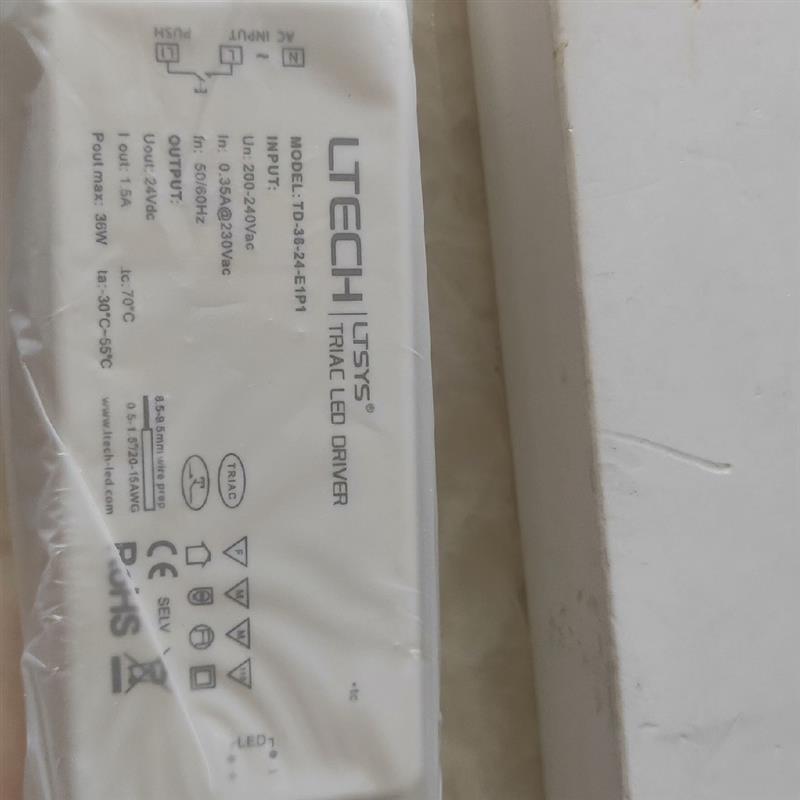 LTECH | LTSYS®
TRIAC LED DRIVER
MODEL: TD-36-24-E1P1
INPUT:
Un: 200-240Vac
In: 0.35A@230Vac
fn: 50/60Hz
OUTPUT:
Uout: 24Vdc
I out: 1.5A
Pout max: 36W
tc: 70°C
ta: -30°C~55°C
AC INPUT
N
~
L
PUSH
TRIAC
F
M
M
8.5-9.5mm wire prep
0.5-1.5²/20-15AWG
www.ltech-led.com
CE
SELV
RoHS
•tc
LED